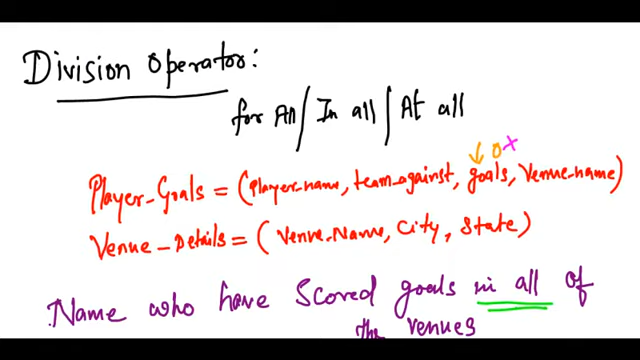 Division Operator:
for All / In all / At all
0 x
Player_Goals = (player_name, team_against, goals, Venue_name)
Venue_Details = (Venue_Name, City, State)
Name who have scored goals in all of
the venues